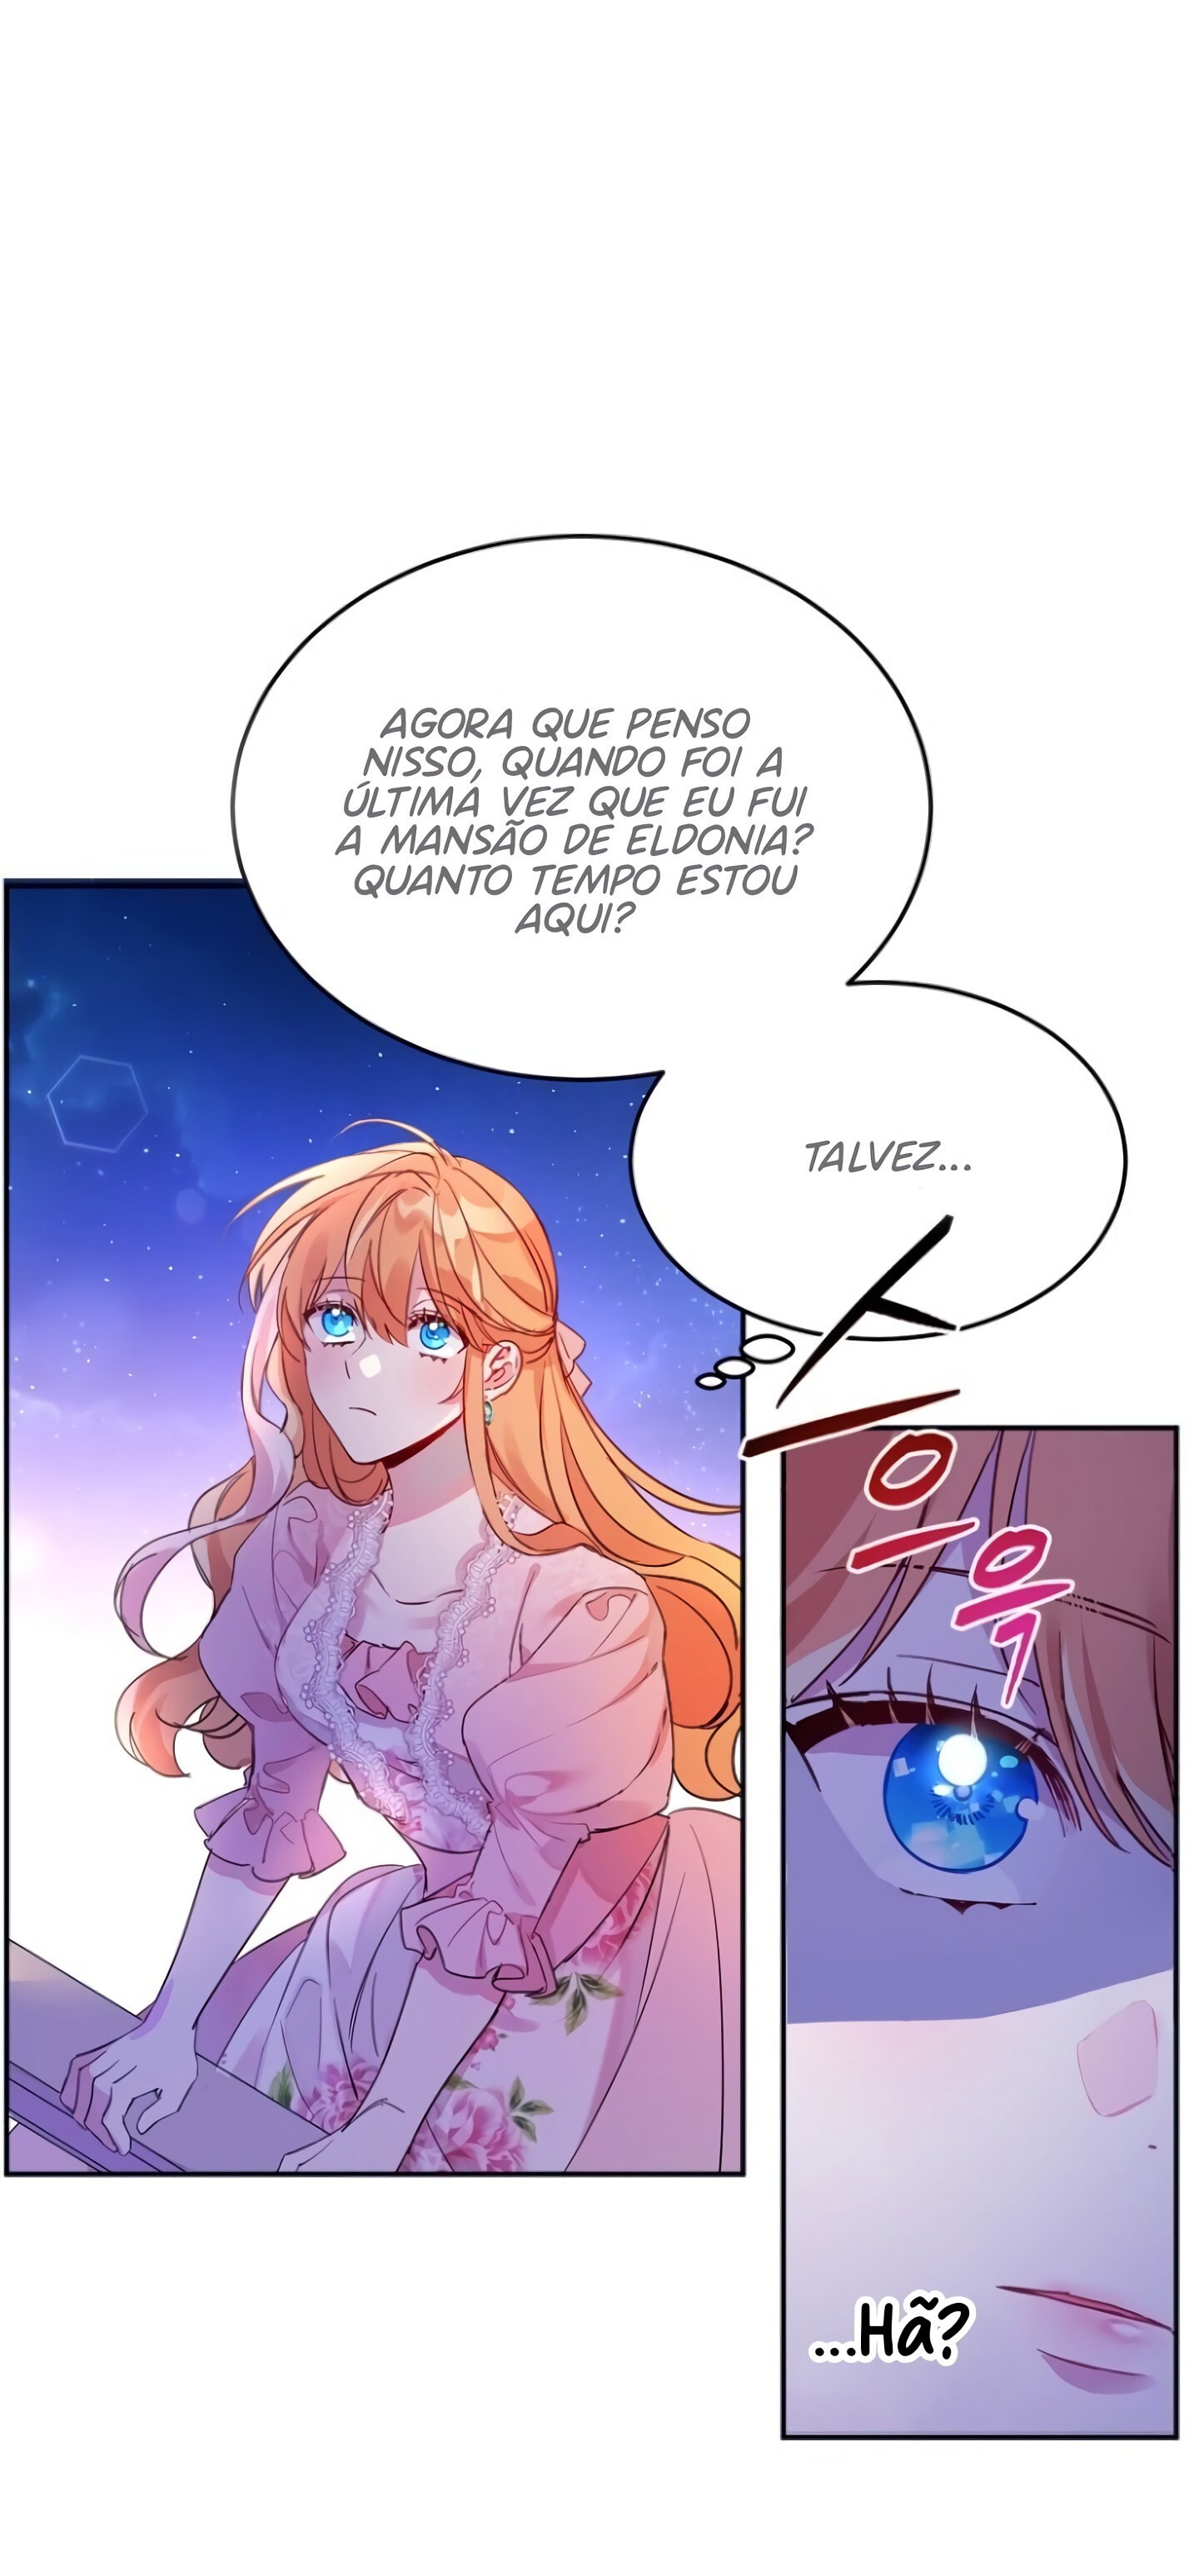 AGORA QUE PENSO
NISSO, QUANDO FOI A
ÚLTIMA VEZ QUE EU FUI
A MANSÃO DE ELDONIA?
QUANTO TEMPO ESTOU
AQUI?
TALVEZ...
스으윽
...Hã?